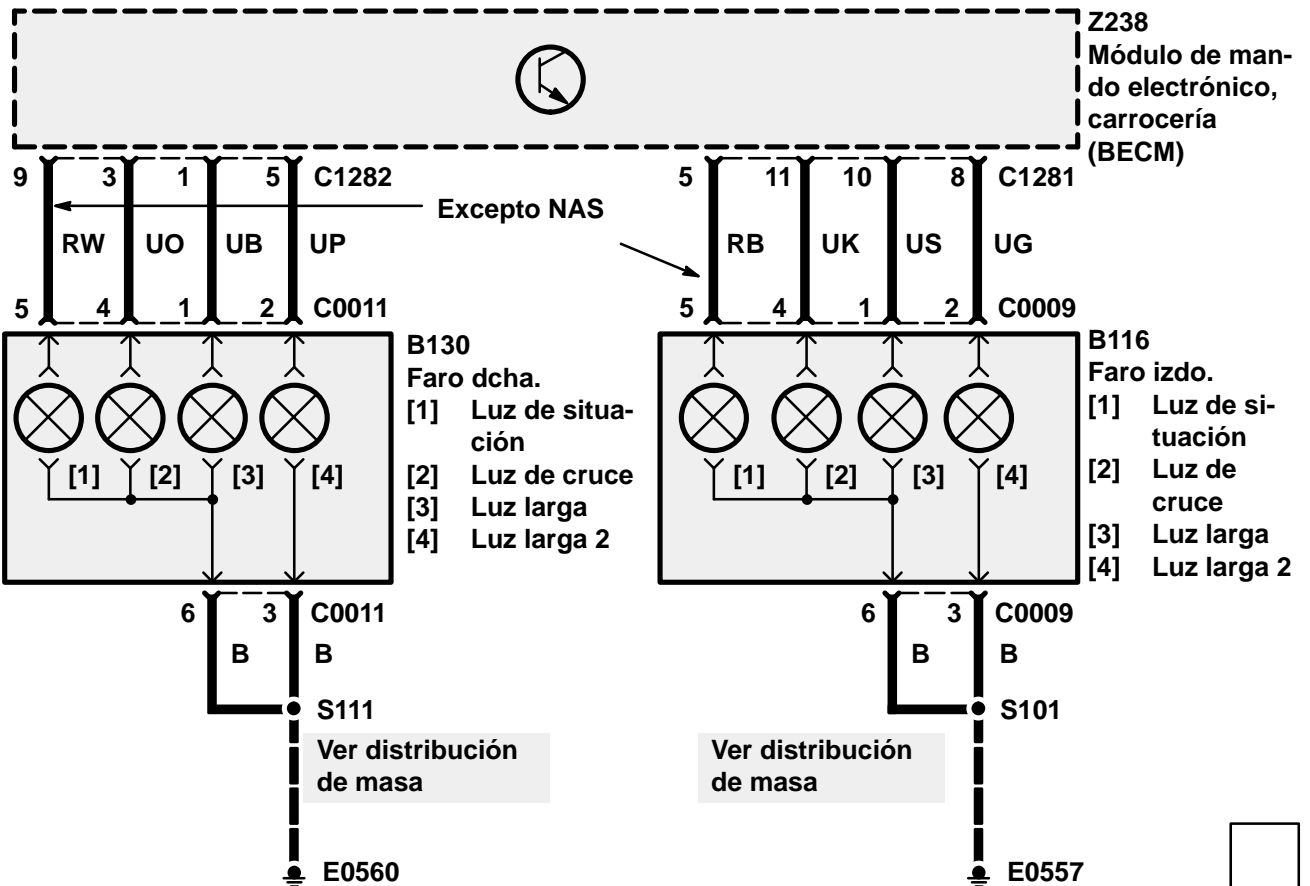 Z238
Módulo de man-
do electrónico,
carrocería
(BECM)
9 3 1 5 C1282
5 11 10 8 C1281
Excepto NAS
RW UO UB UP
RB UK US UG
5 4 1 2 C0011
5 4 1 2 C0009
B130
Faro dcha.
[1] Luz de situa-
ción
[2] Luz de cruce
[3] Luz larga
[4] Luz larga 2
[1] [2] [3] [4]
B116
Faro izdo.
[1] Luz de si-
tuación
[2] Luz de
cruce
[3] Luz larga
[4] Luz larga 2
[1] [2] [3] [4]
6 3 C0011
6 3 C0009
B B
B B
S111
S101
Ver distribución
de masa
Ver distribución
de masa
E0560
E0557